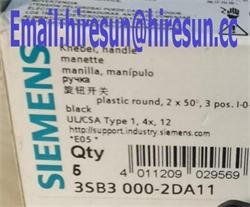 Email:hiresun@hiresun.com
SIEMENS
Knebel, handle
manette
manilla, manípulo
ручка
旋钮开关
plastic round, 2 x 50°, 3 pos. I-0-
black
UL/CSA Type 1, 4x, 12
http://support.industry.siemens.com
"E05"
Qty
5
4 011209 029569
3SB3 000-2DA11